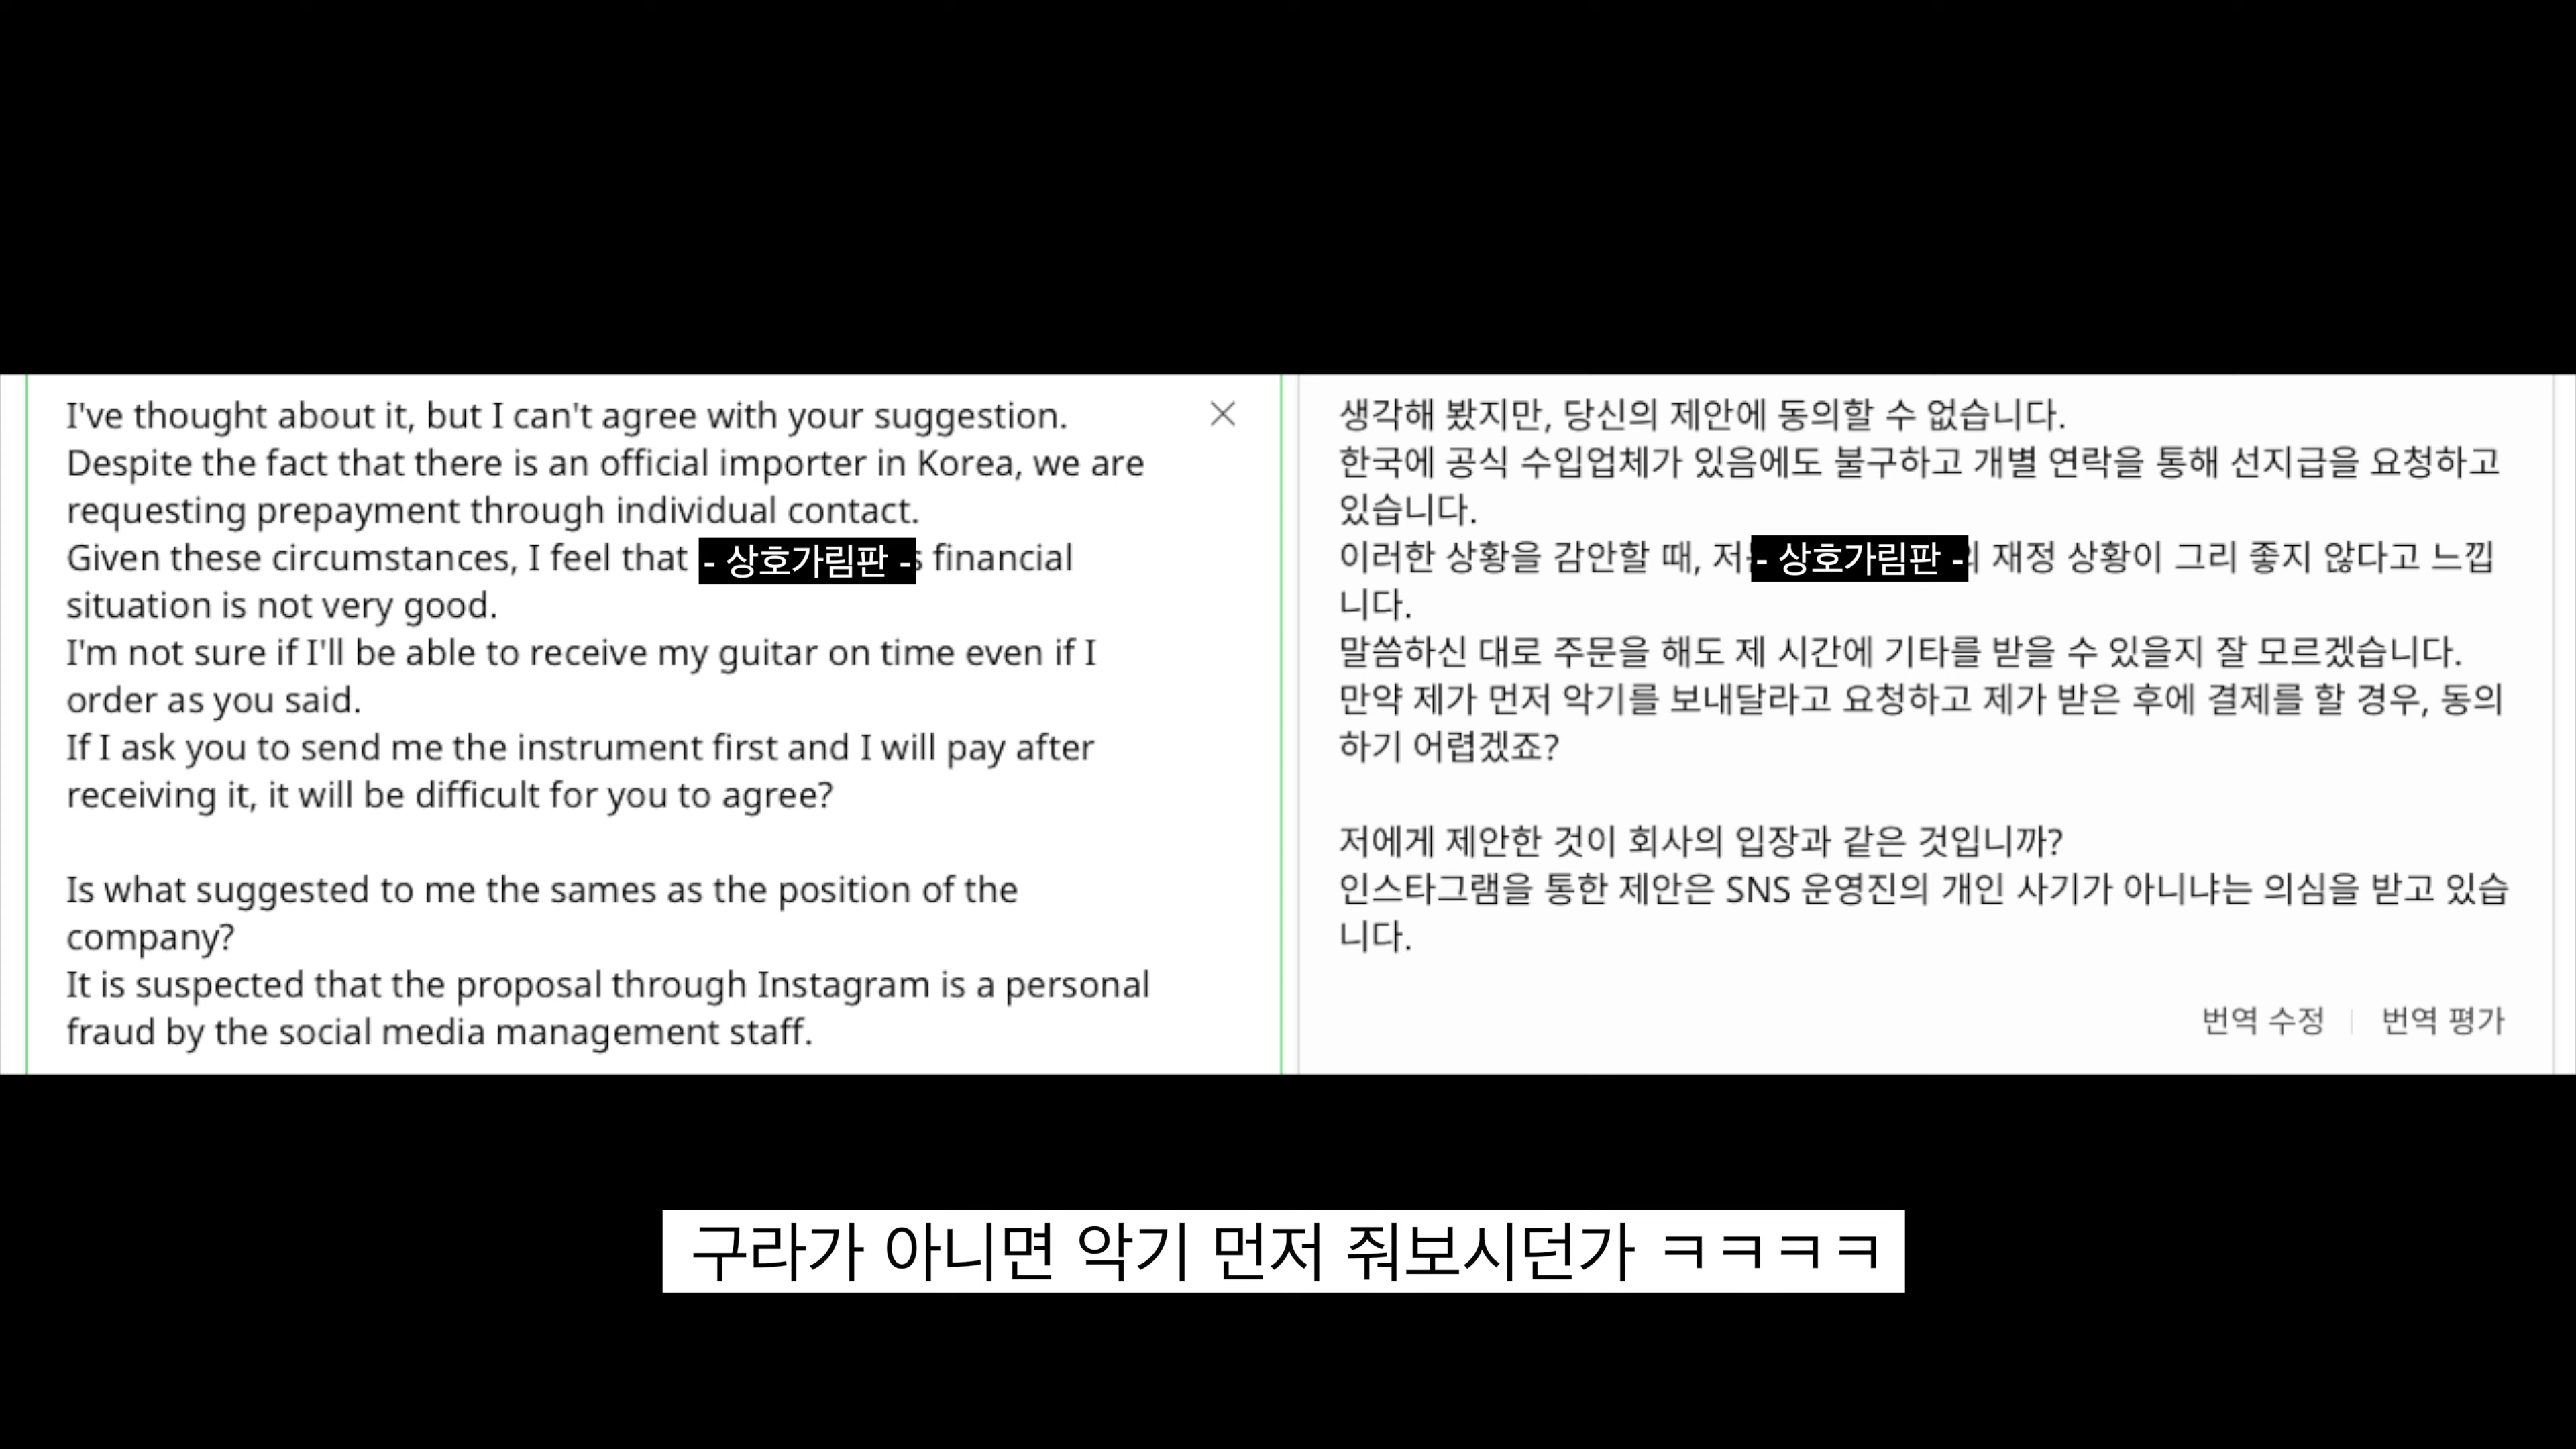 I've thought about it, but I can't agree with your suggestion.
Despite the fact that there is an official importer in Korea, we are
requesting prepayment through individual contact.
Given these circumstances, I feel that - 상호가림판 -s financial
situation is not very good.
I'm not sure if I'll be able to receive my guitar on time even if I
order as you said.
If I ask you to send me the instrument first and I will pay after
receiving it, it will be difficult for you to agree?
Is what suggested to me the sames as the position of the
company?
It is suspected that the proposal through Instagram is a personal
fraud by the social media management staff.
생각해 봤지만, 당신의 제안에 동의할 수 없습니다.
한국에 공식 수입업체가 있음에도 불구하고 개별 연락을 통해 선지급을 요청하고
있습니다.
이러한 상황을 감안할 때, 저는 - 상호가림판 -의 재정 상황이 그리 좋지 않다고 느낍
니다.
말씀하신 대로 주문을 해도 제 시간에 기타를 받을 수 있을지 잘 모르겠습니다.
만약 제가 먼저 악기를 보내달라고 요청하고 제가 받은 후에 결제를 할 경우, 동의
하기 어렵겠죠?
저에게 제안한 것이 회사의 입장과 같은 것입니까?
인스타그램을 통한 제안은 SNS 운영진의 개인 사기가 아니냐는 의심을 받고 있습
니다.
번역 수정 | 번역 평가
구라가 아니면 악기 먼저 줘보시던가 ㅋㅋㅋㅋ